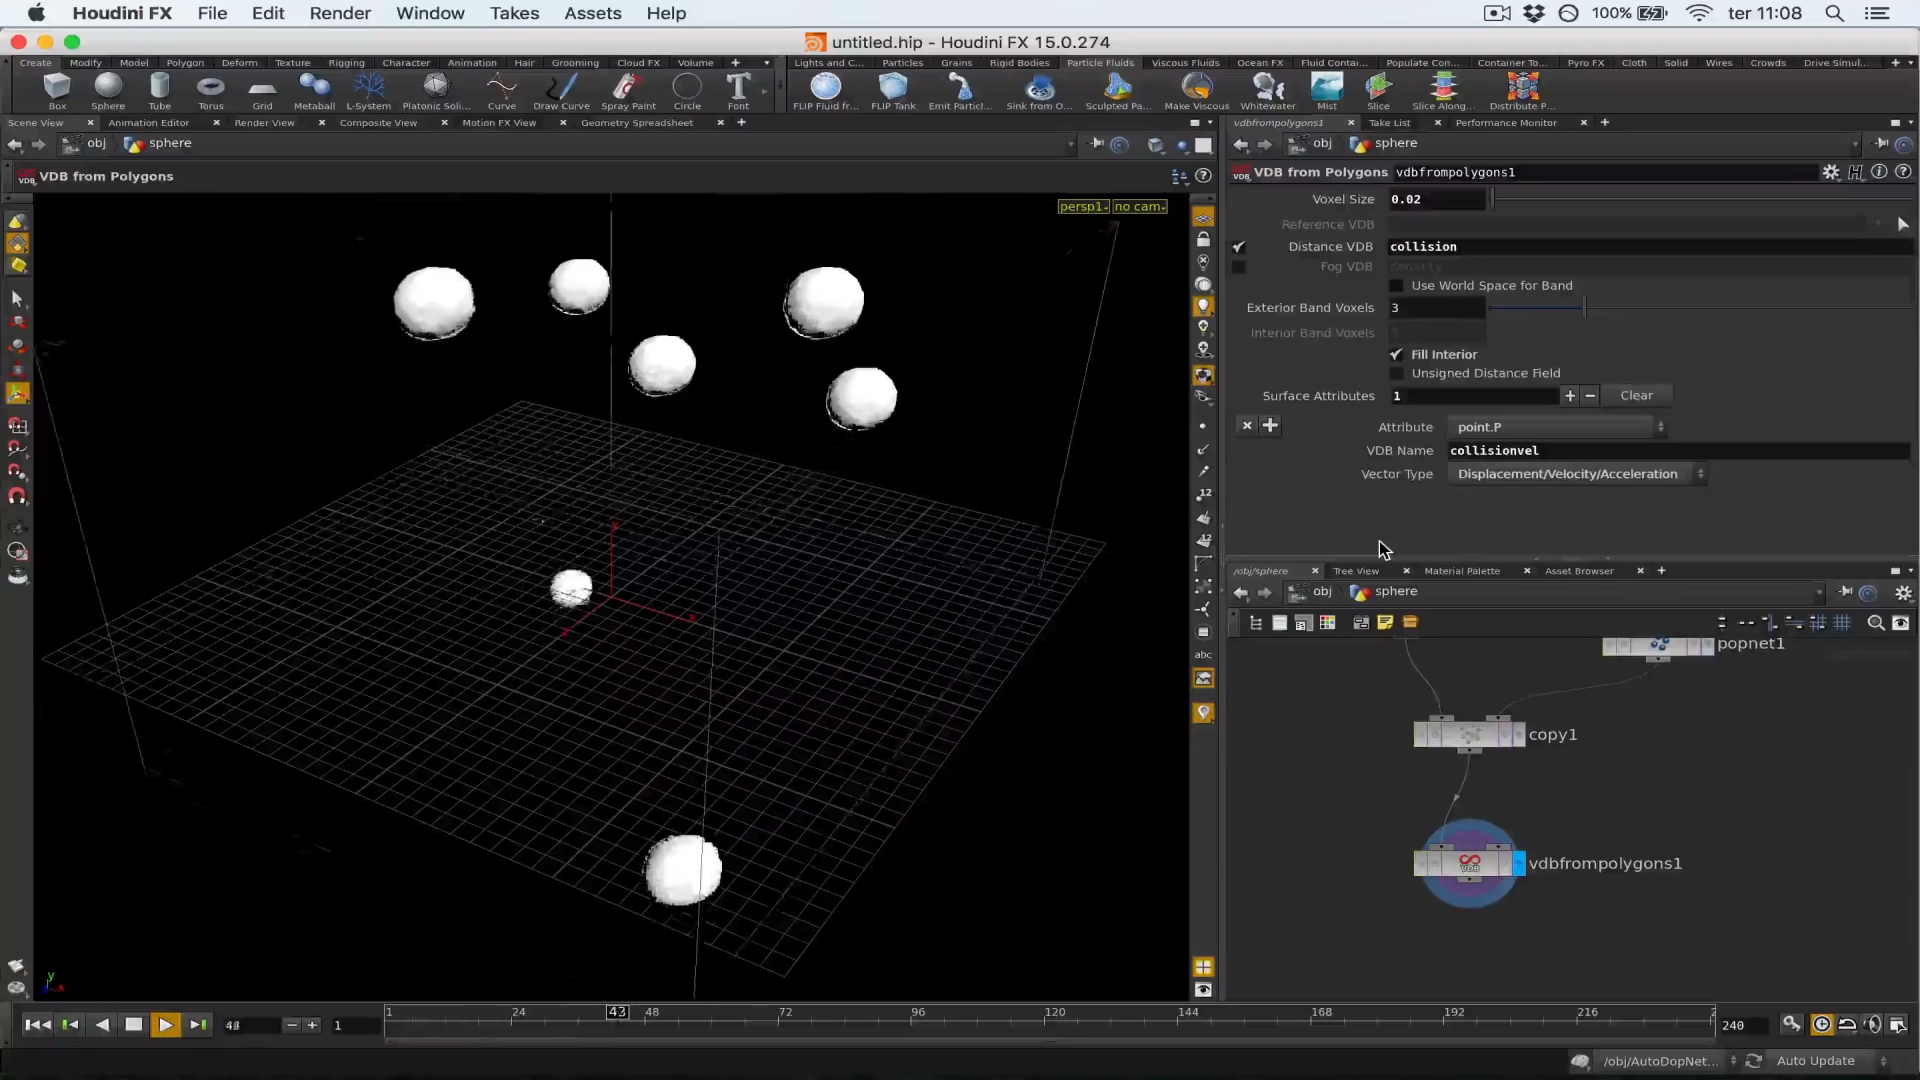 Houdini FX File Edit Render Window Takes Assets Help 100% ter 11:08
untitled.hip - Houdini FX 15.0.274
Create Modify Model Polygon Deform Texture Rigging Character Animation Hair Grooming Cloud FX Volume
Lights and C... Particles Grains Rigid Bodies Particle Fluids Viscous Fluids Ocean FX Fluid Contai... Populate Con... Container To... Pyro FX Cloth Solid Wires Crowds Drive Simul...
Box Sphere Tube Torus Grid Metaball L-System Platonic Soli... Curve Draw Curve Spray Paint Circle Font
FLIP Fluid fr... FLIP Tank Emit Particl... Sink from O... Sculpted Pa... Make Viscous Whitewater Mist Slice Slice Along... Distribute P...
Scene View Animation Editor Render View Composite View Motion FX View Geometry Spreadsheet
vdbfrompolygons1 Take List Performance Monitor
obj sphere
obj sphere
VDB from Polygons
VDB from Polygons vdbfrompolygons1
persp1 no cam
Voxel Size 0.02
Reference VDB
Distance VDB collision
Fog VDB density
Use World Space for Band
Exterior Band Voxels 3
Interior Band Voxels
Fill Interior
Unsigned Distance Field
Surface Attributes 1 Clear
Attribute point.P
VDB Name collisionvel
Vector Type Displacement/Velocity/Acceleration
12
12
abc
/obj/sphere Tree View Material Palette Asset Browser
obj sphere
popnet1
copy1
VDB vdbfrompolygons1
y
x
1 24 43 48 72 96 120 144 168 192 216 2
1 240
/obj/AutoDopNet... Auto Update